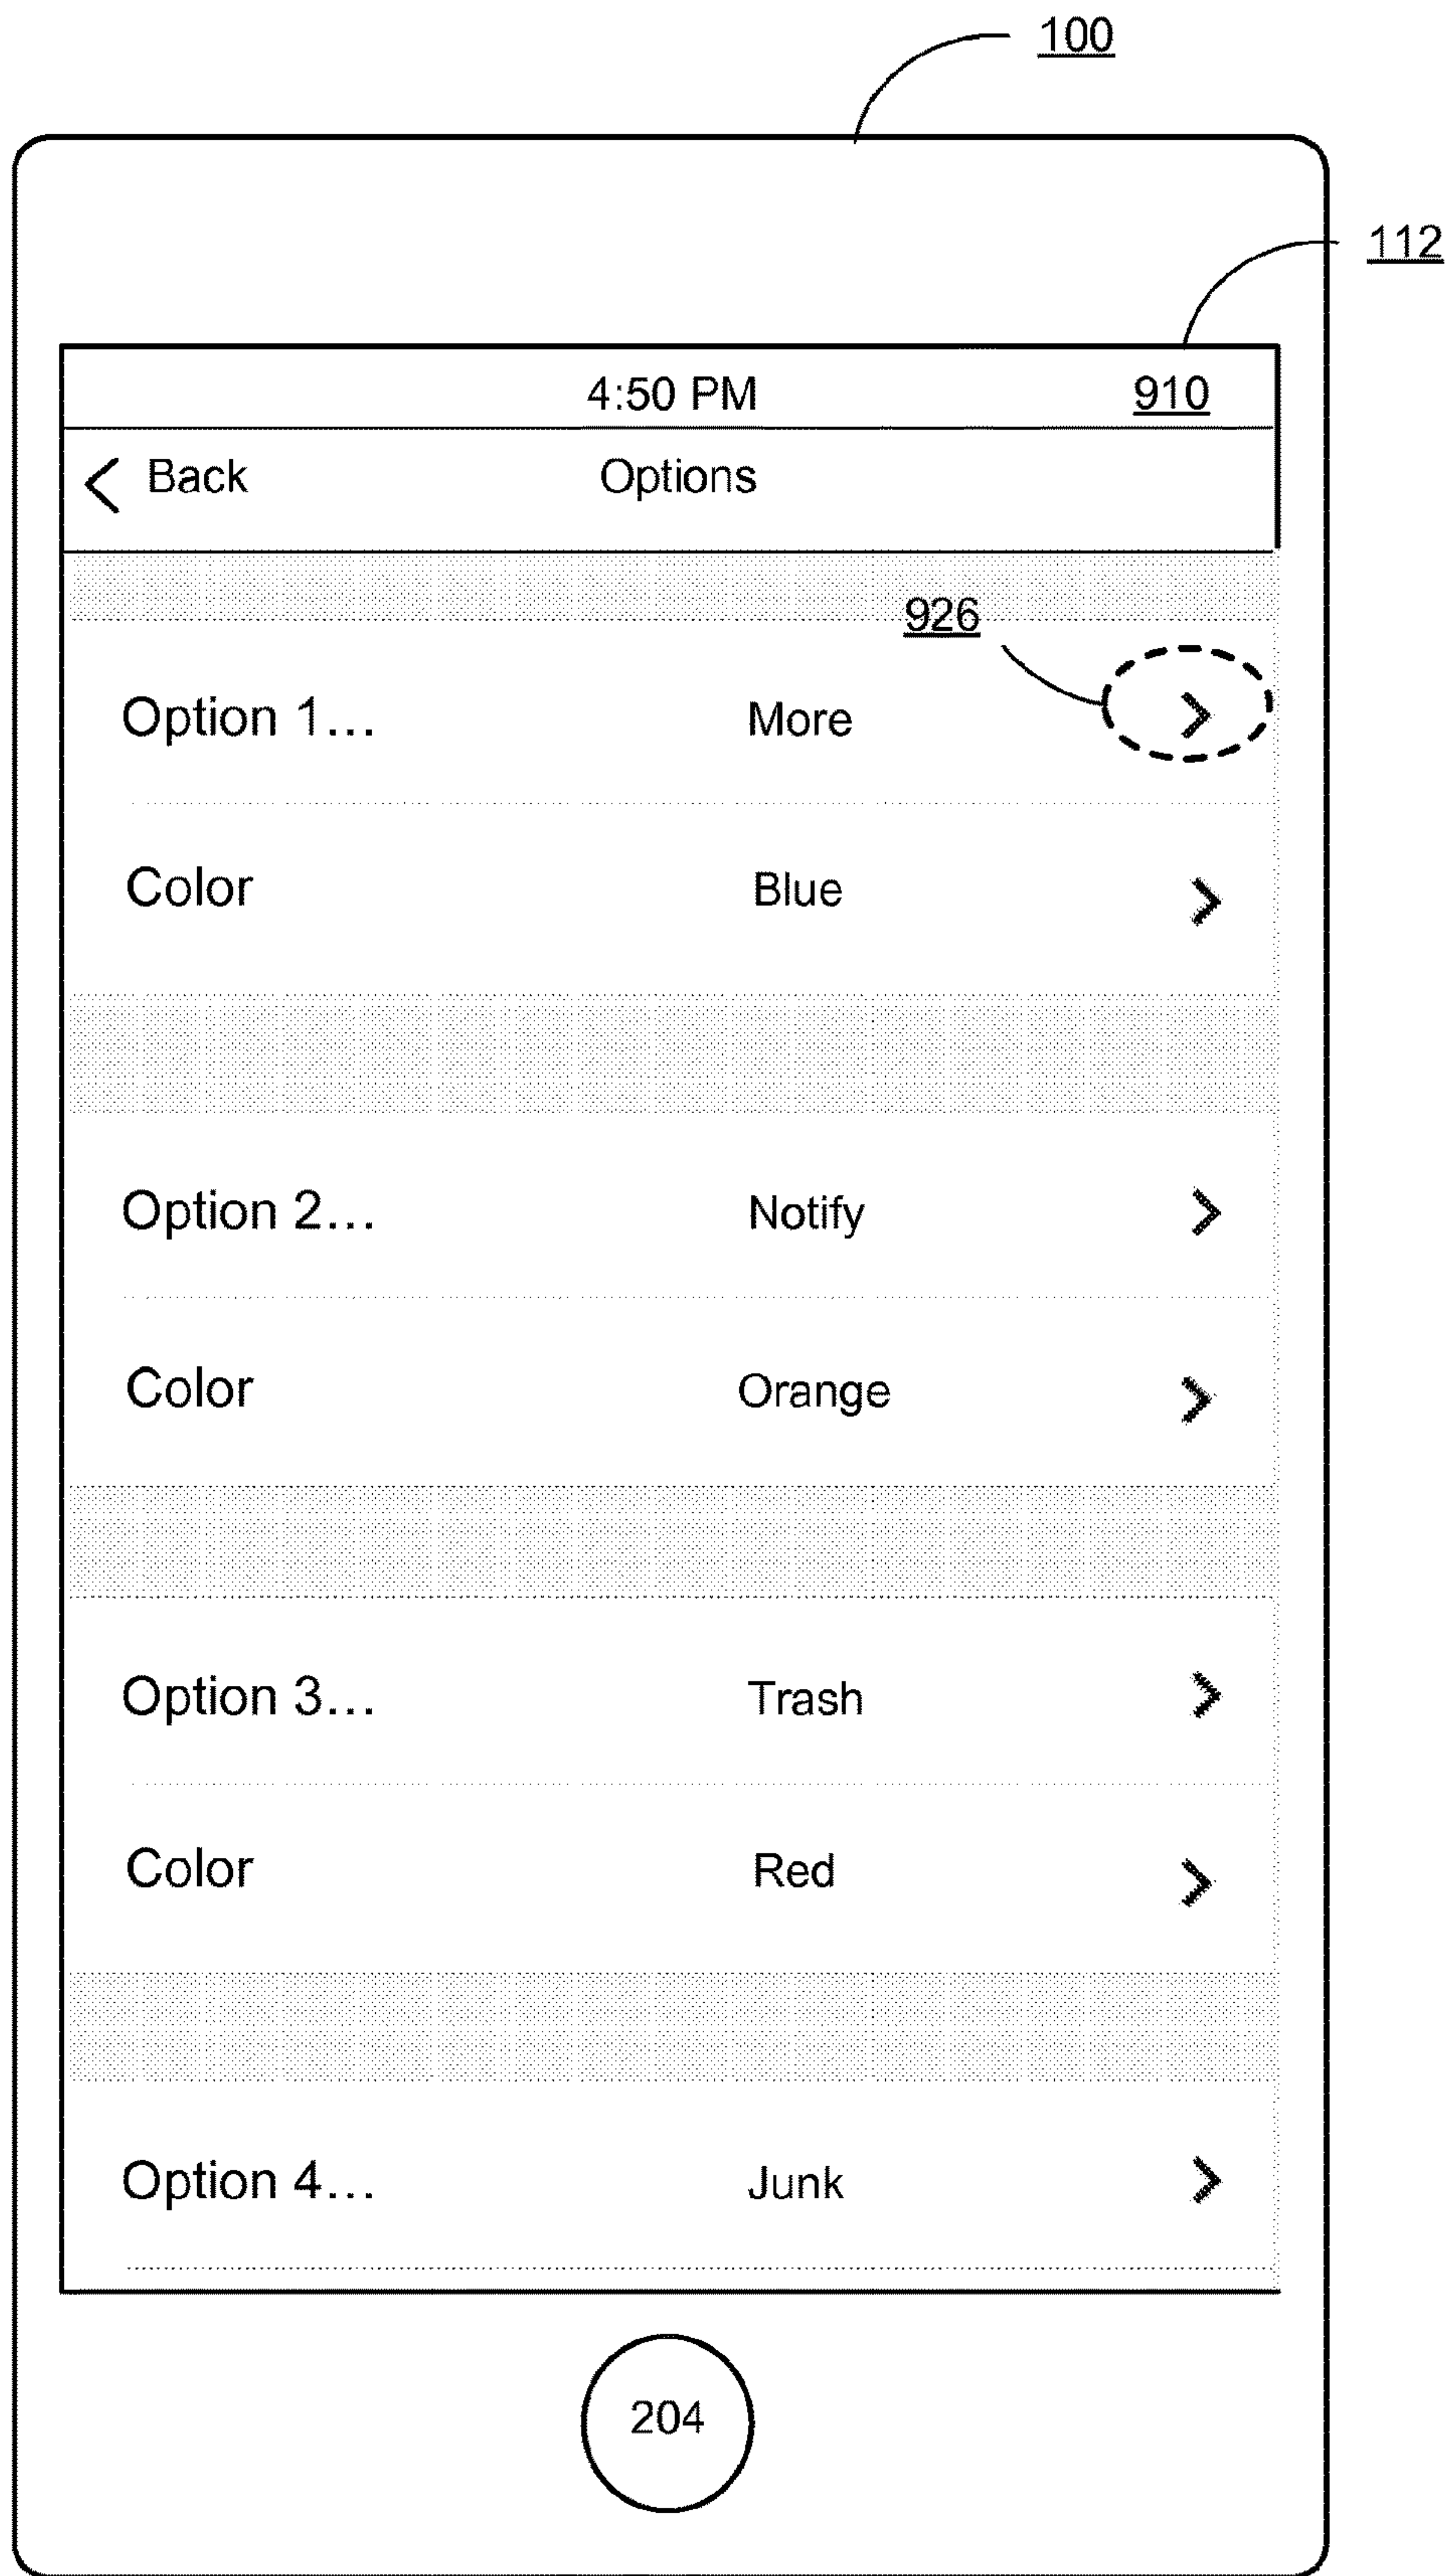 100
112
4:50 PM 910
Back Options
926
Option 1... More
Color Blue
Option 2... Notify
Color Orange
Option 3... Trash
Color Red
Option 4... Junk
204